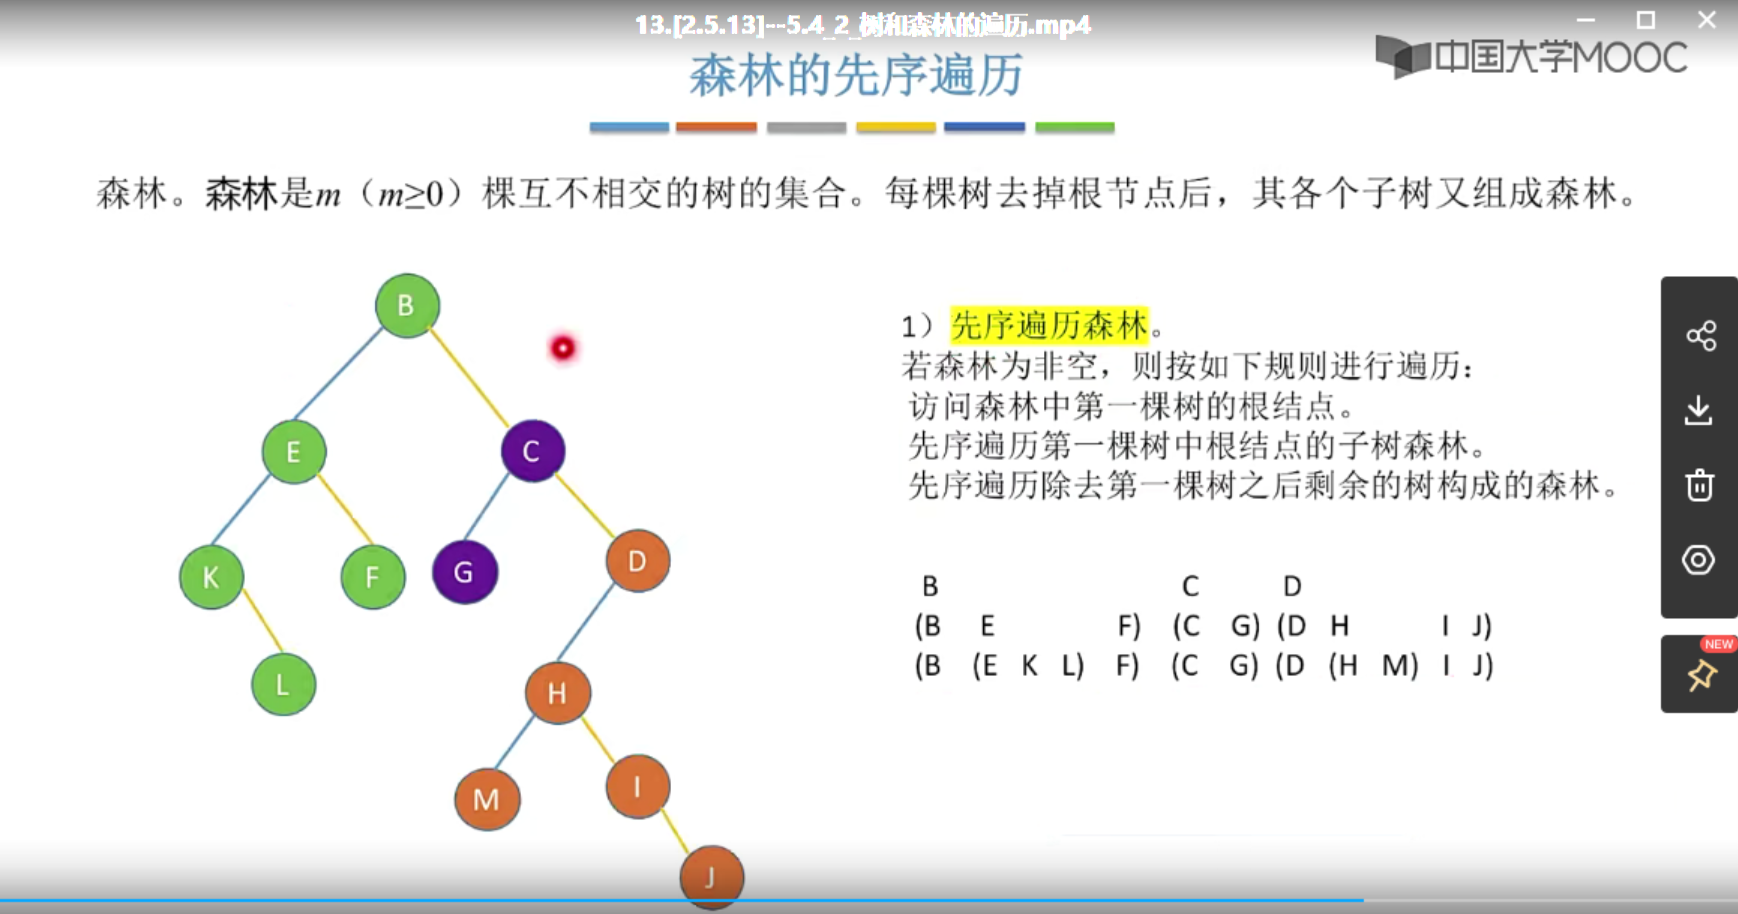 13.[2.5.13]--5.4_2_树和森林的遍历.mp4
中国大学MOOC
森林的先序遍历
森林。森林是m（m≥0）棵互不相交的树的集合。每棵树去掉根节点后，其各个子树又组成森林。
B
E
C
K
F
G
D
L
H
M
I
J
1）先序遍历森林。
若森林为非空，则按如下规则进行遍历：
访问森林中第一棵树的根结点。
先序遍历第一棵树中根结点的子树森林。
先序遍历除去第一棵树之后剩余的树构成的森林。
B C D
(B E F) (C G) (D H I J)
(B (E K L) F) (C G) (D (H M) I J)
NEW